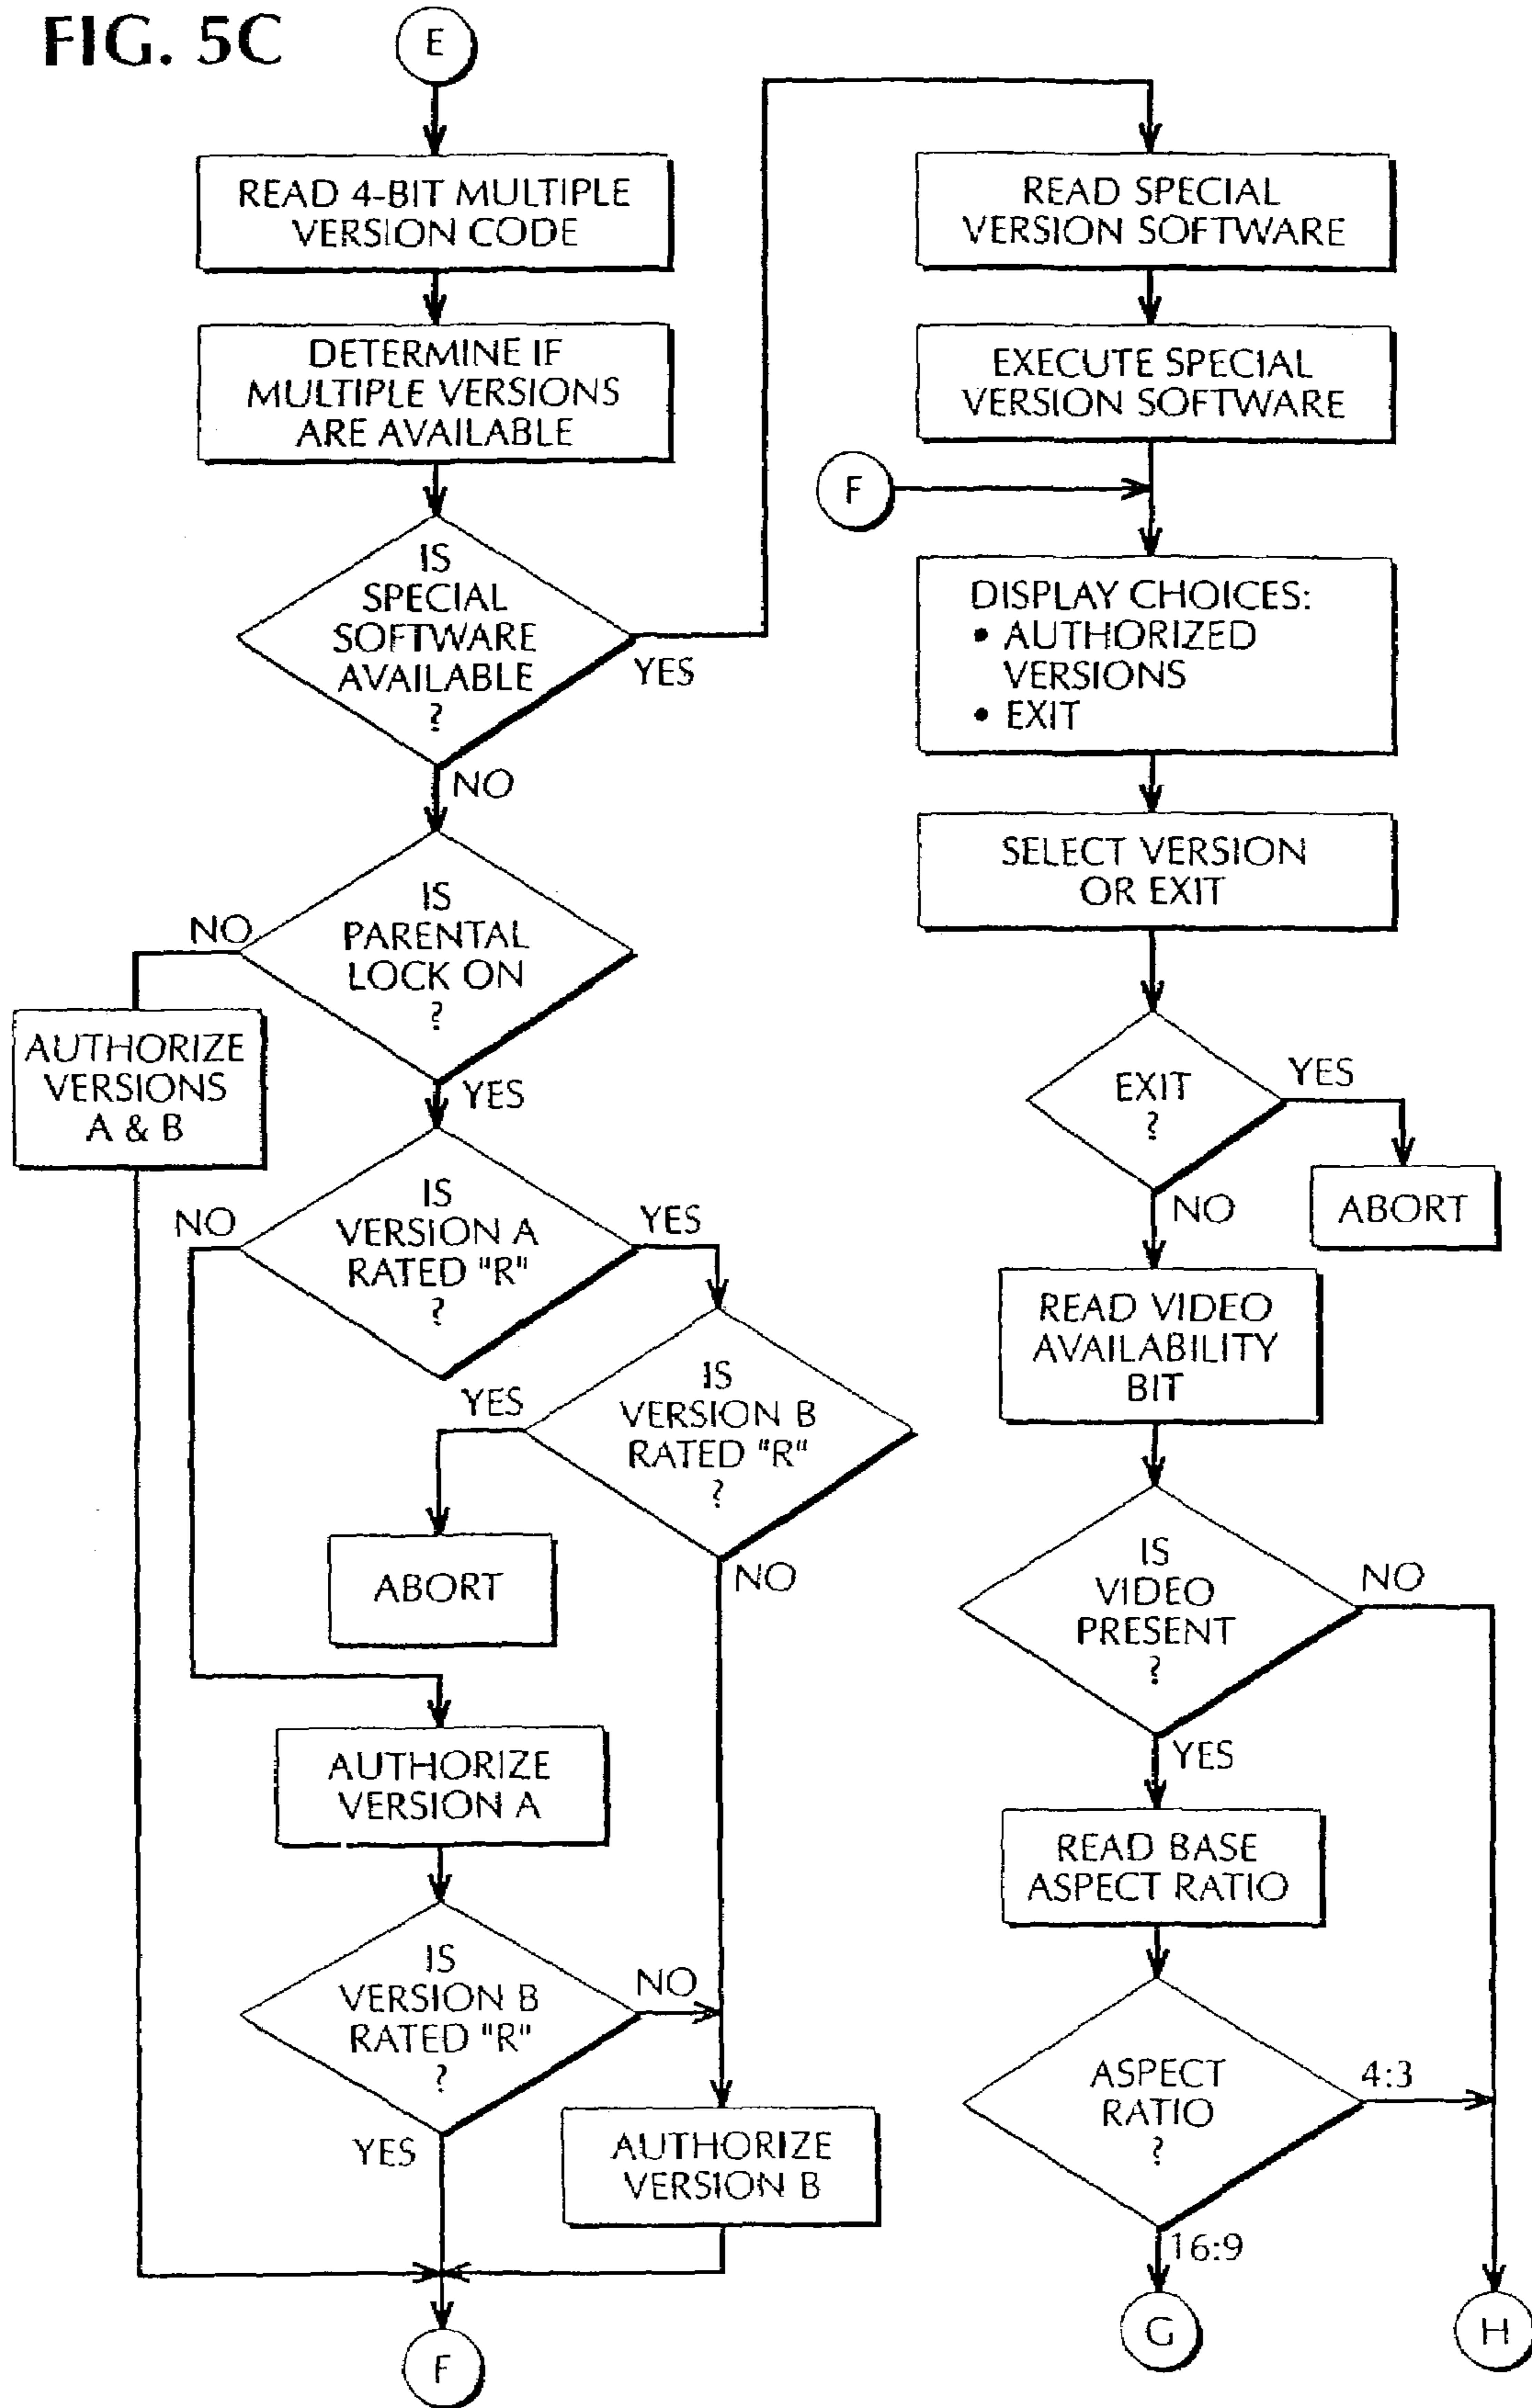 FIG. 5C
E
READ 4-BIT MULTIPLE
VERSION CODE
DETERMINE IF
MULTIPLE VERSIONS
ARE AVAILABLE
IS
SPECIAL
SOFTWARE
AVAILABLE
?
YES
NO
IS
PARENTAL
LOCK ON
?
NO
YES
AUTHORIZE
VERSIONS
A & B
IS
VERSION A
RATED "R"
?
NO
YES
IS
VERSION B
RATED "R"
?
YES
NO
ABORT
AUTHORIZE
VERSION A
IS
VERSION B
RATED "R"
?
NO
YES
AUTHORIZE
VERSION B
F
READ SPECIAL
VERSION SOFTWARE
EXECUTE SPECIAL
VERSION SOFTWARE
F
DISPLAY CHOICES:
• AUTHORIZED
VERSIONS
• EXIT
SELECT VERSION
OR EXIT
EXIT
?
YES
NO
ABORT
READ VIDEO
AVAILABILITY
BIT
IS
VIDEO
PRESENT
?
NO
YES
READ BASE
ASPECT RATIO
ASPECT
RATIO
?
4:3
16:9
G
H